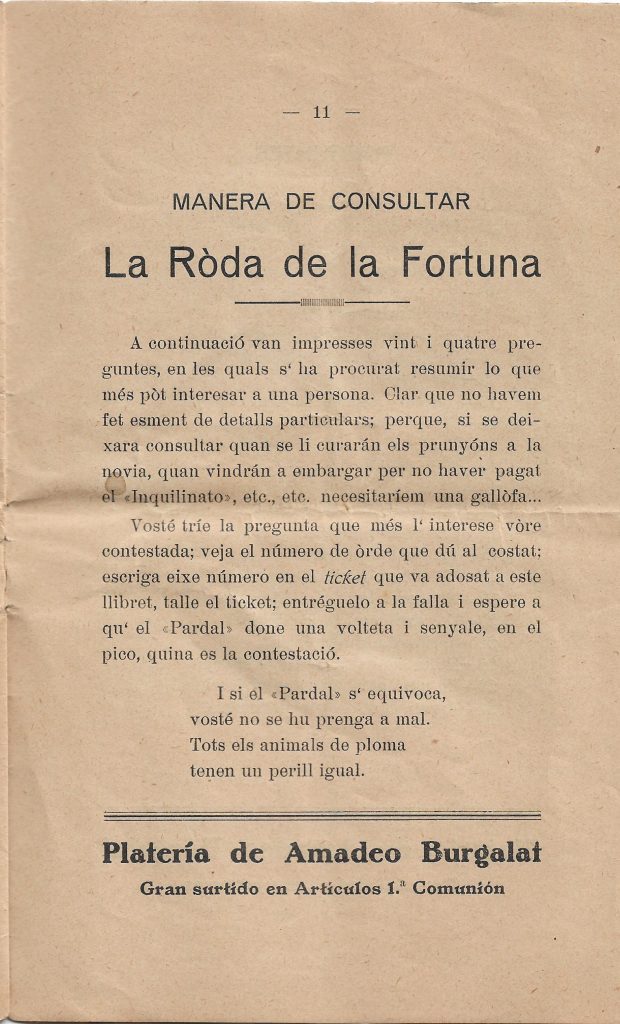 — 11 —
MANERA DE CONSULTAR
La Ròda de la Fortuna
A continuació van impresses vint i quatre pre-
guntes, en les quals s‘ ha procurat resumir lo que
més pòt interesar a una persona. Clar que no havem
fet esment de detalls particulars; perque, si se dei-
xara consultar quan se li curarán els prunyóns a la
novia, quan vindrán a embargar per no haver pagat
el «Inquilinato», etc., etc. necesitaríem una gallòfa...
Vosté tríe la pregunta que més l‘ interese vòre
contestada; veja el número de òrde que dú al costat;
escriga eixe número en el ticket que va adosat a este
llibret, talle el ticket; entréguelo a la falla i espere a
qu‘ el «Pardal» done una volteta i senyale, en el
pico, quina es la contestació.
I si el «Pardal» s‘ equivoca,
vosté no se hu prenga a mal.
Tots els animals de ploma
tenen un perill igual.
Platería de Amadeo Burgalat
Gran surtido en Artículos 1.ª Comunión